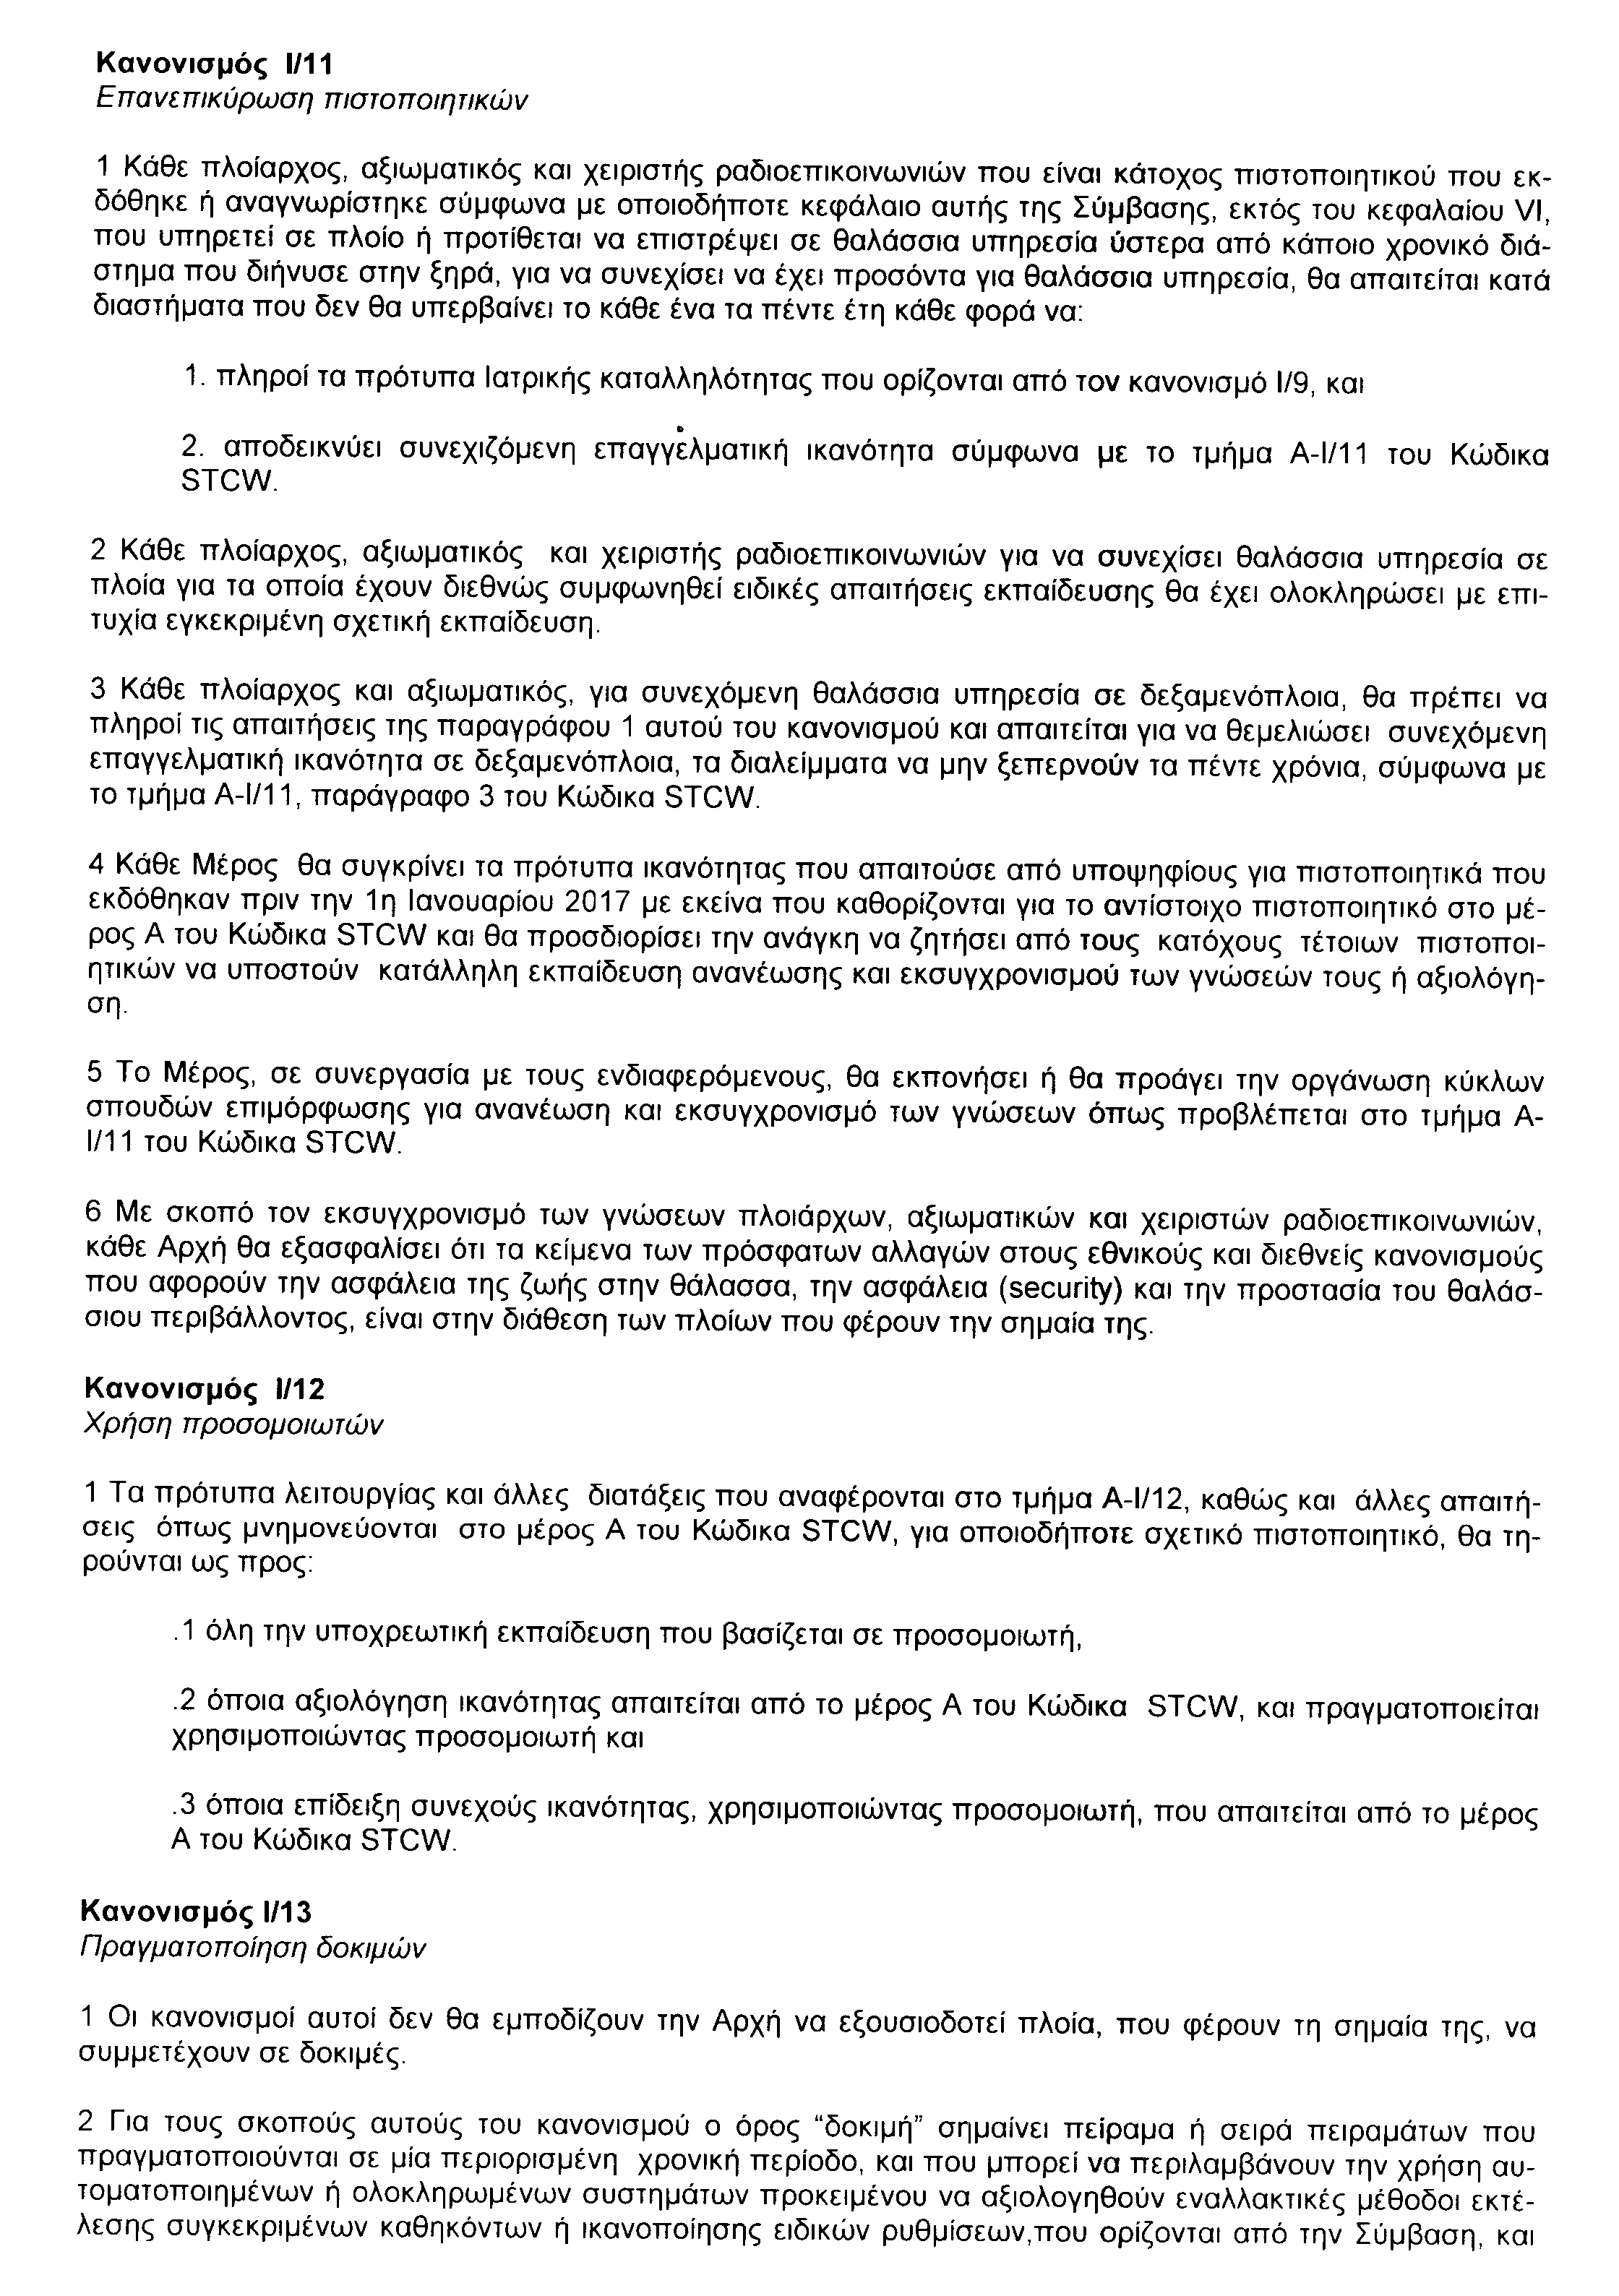 Κανονισμός Ι/11
Επανεπικύρωση πιστοποιητικών
1 Κάθε πλοίαρχος, αξιωματικός και χειριστής ραδιοεπικοινωνιών που είναι κάτοχος πιστοποιητικού που εκ-
δόθηκε ή αναγνωρίστηκε σύμφωνα με οποιοδήποτε κεφάλαιο αυτής της Σύμβασης, εκτός του κεφαλαίου VI,
που υπηρετεί σε πλοίο ή προτίθεται να επιστρέψει σε θαλάσσια υπηρεσία ύστερα από κάποιο χρονικό διά-
στημα που διήνυσε στην ξηρά, για να συνεχίσει να έχει προσόντα για θαλάσσια υπηρεσία, θα απαιτείται κατά
διαστήματα που δεν θα υπερβαίνει το κάθε ένα τα πέντε έτη κάθε φορά να:
1. πληροί τα πρότυπα Ιατρικής καταλληλότητας που ορίζονται από τον κανονισμό Ι/9, και
2. αποδεικνύει συνεχιζόμενη επαγγελματική ικανότητα σύμφωνα με το τμήμα Α-Ι/11 του Κώδικα
STCW.
2 Κάθε πλοίαρχος, αξιωματικός και χειριστής ραδιοεπικοινωνιών για να συνεχίσει θαλάσσια υπηρεσία σε
πλοία για τα οποία έχουν διεθνώς συμφωνηθεί ειδικές απαιτήσεις εκπαίδευσης θα έχει ολοκληρώσει με επι-
τυχία εγκεκριμένη σχετική εκπαίδευση.
3 Κάθε πλοίαρχος και αξιωματικός, για συνεχόμενη θαλάσσια υπηρεσία σε δεξαμενόπλοια, θα πρέπει να
πληροί τις απαιτήσεις της παραγράφου 1 αυτού του κανονισμού και απαιτείται για να θεμελιώσει συνεχόμενη
επαγγελματική ικανότητα σε δεξαμενόπλοια, τα διαλείμματα να μην ξεπερνούν τα πέντε χρόνια, σύμφωνα με
το τμήμα Α-Ι/11, παράγραφο 3 του Κώδικα STCW.
4 Κάθε Μέρος θα συγκρίνει τα πρότυπα ικανότητας που απαιτούσε από υποψηφίους για πιστοποιητικά που
εκδόθηκαν πριν την 1η Ιανουαρίου 2017 με εκείνα που καθορίζονται για το αντίστοιχο πιστοποιητικό στο μέ-
ρος Α του Κώδικα STCW και θα προσδιορίσει την ανάγκη να ζητήσει από τους κατόχους τέτοιων πιστοποι-
ητικών να υποστούν κατάλληλη εκπαίδευση ανανέωσης και εκσυγχρονισμού των γνώσεών τους ή αξιολόγη-
ση.
5 Το Μέρος, σε συνεργασία με τους ενδιαφερόμενους, θα εκπονήσει ή θα προάγει την οργάνωση κύκλων
σπουδών επιμόρφωσης για ανανέωση και εκσυγχρονισμό των γνώσεων όπως προβλέπεται στο τμήμα Α-
Ι/11 του Κώδικα STCW.
6 Με σκοπό τον εκσυγχρονισμό των γνώσεων πλοιάρχων, αξιωματικών και χειριστών ραδιοεπικοινωνιών,
κάθε Αρχή θα εξασφαλίσει ότι τα κείμενα των πρόσφατων αλλαγών στους εθνικούς και διεθνείς κανονισμούς
που αφορούν την ασφάλεια της ζωής στην θάλασσα, την ασφάλεια (security) και την προστασία του θαλάσ-
σιου περιβάλλοντος, είναι στην διάθεση των πλοίων που φέρουν την σημαία της.
Κανονισμός Ι/12
Χρήση προσομοιωτών
1 Τα πρότυπα λειτουργίας και άλλες διατάξεις που αναφέρονται στο τμήμα Α-Ι/12, καθώς και άλλες απαιτή-
σεις όπως μνημονεύονται στο μέρος Α του Κώδικα STCW, για οποιοδήποτε σχετικό πιστοποιητικό, θα τη-
ρούνται ως προς:
.1 όλη την υποχρεωτική εκπαίδευση που βασίζεται σε προσομοιωτή,
.2 όποια αξιολόγηση ικανότητας απαιτείται από το μέρος Α του Κώδικα STCW, και πραγματοποιείται
χρησιμοποιώντας προσομοιωτή και
.3 όποια επίδειξη συνεχούς ικανότητας, χρησιμοποιώντας προσομοιωτή, που απαιτείται από το μέρος
Α του Κώδικα STCW.
Κανονισμός Ι/13
Πραγματοποίηση δοκιμών
1 Οι κανονισμοί αυτοί δεν θα εμποδίζουν την Αρχή να εξουσιοδοτεί πλοία, που φέρουν τη σημαία της, να
συμμετέχουν σε δοκιμές.
2 Για τους σκοπούς αυτούς του κανονισμού ο όρος “δοκιμή” σημαίνει πείραμα ή σειρά πειραμάτων που
πραγματοποιούνται σε μία περιορισμένη χρονική περίοδο, και που μπορεί να περιλαμβάνουν την χρήση αυ-
τοματοποιημένων ή ολοκληρωμένων συστημάτων προκειμένου να αξιολογηθούν εναλλακτικές μέθοδοι εκτέ-
λεσης συγκεκριμένων καθηκόντων ή ικανοποίησης ειδικών ρυθμίσεων,που ορίζονται από την Σύμβαση, και